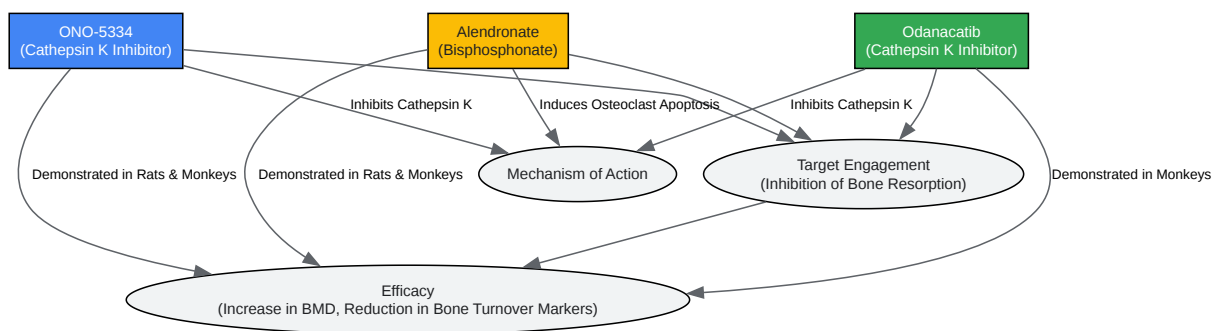 ONO-5334
(Cathepsin K Inhibitor)
Alendronate
(Bisphosphonate)
Odanacatib
(Cathepsin K Inhibitor)
Inhibits Cathepsin K
Induces Osteoclast Apoptosis
Inhibits Cathepsin K
Demonstrated in Rats & Monkeys
Demonstrated in Rats & Monkeys
Mechanism of Action
Target Engagement
(Inhibition of Bone Resorption)
Demonstrated in Monkeys
Efficacy
(Increase in BMD, Reduction in Bone Turnover Markers)